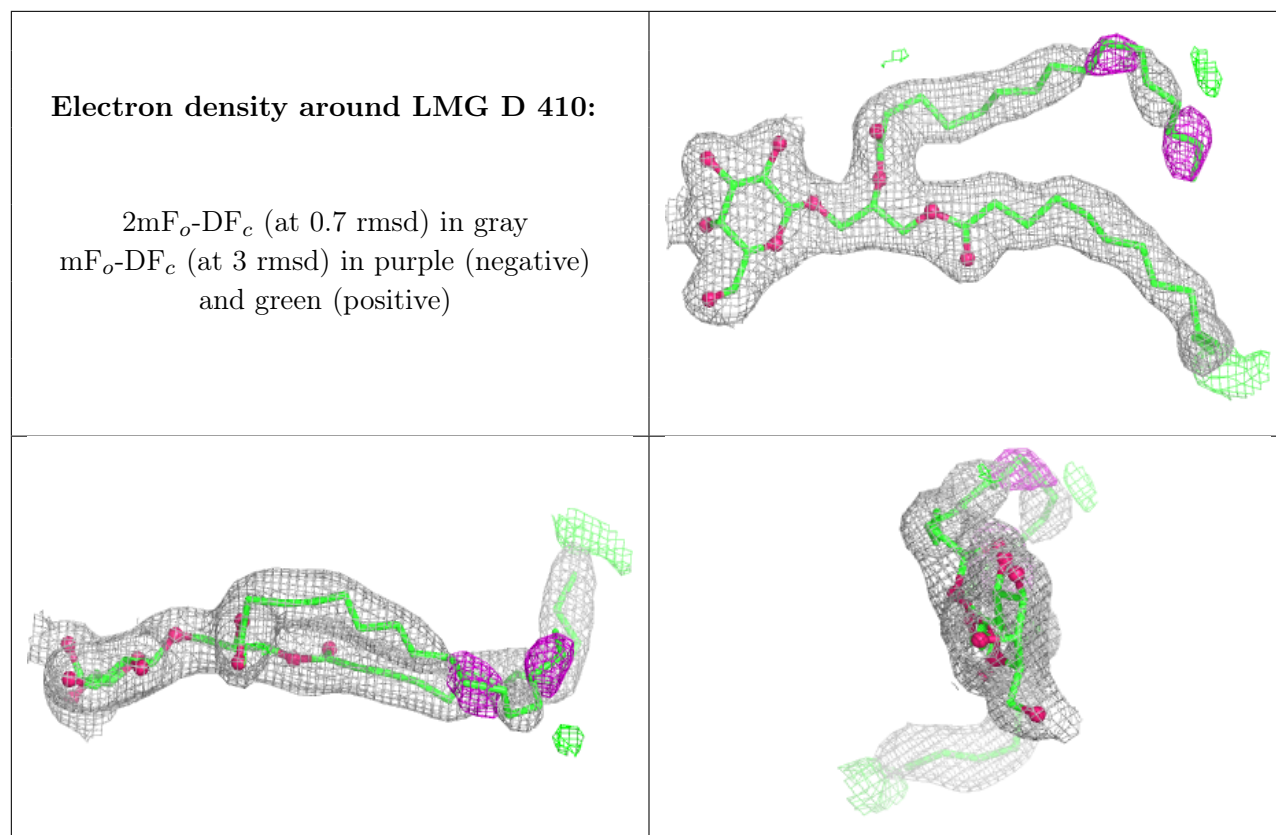 Electron density around LMG D 410:
2mFo-DFc (at 0.7 rmsd) in gray
mFo-DFc (at 3 rmsd) in purple (negative)
and green (positive)